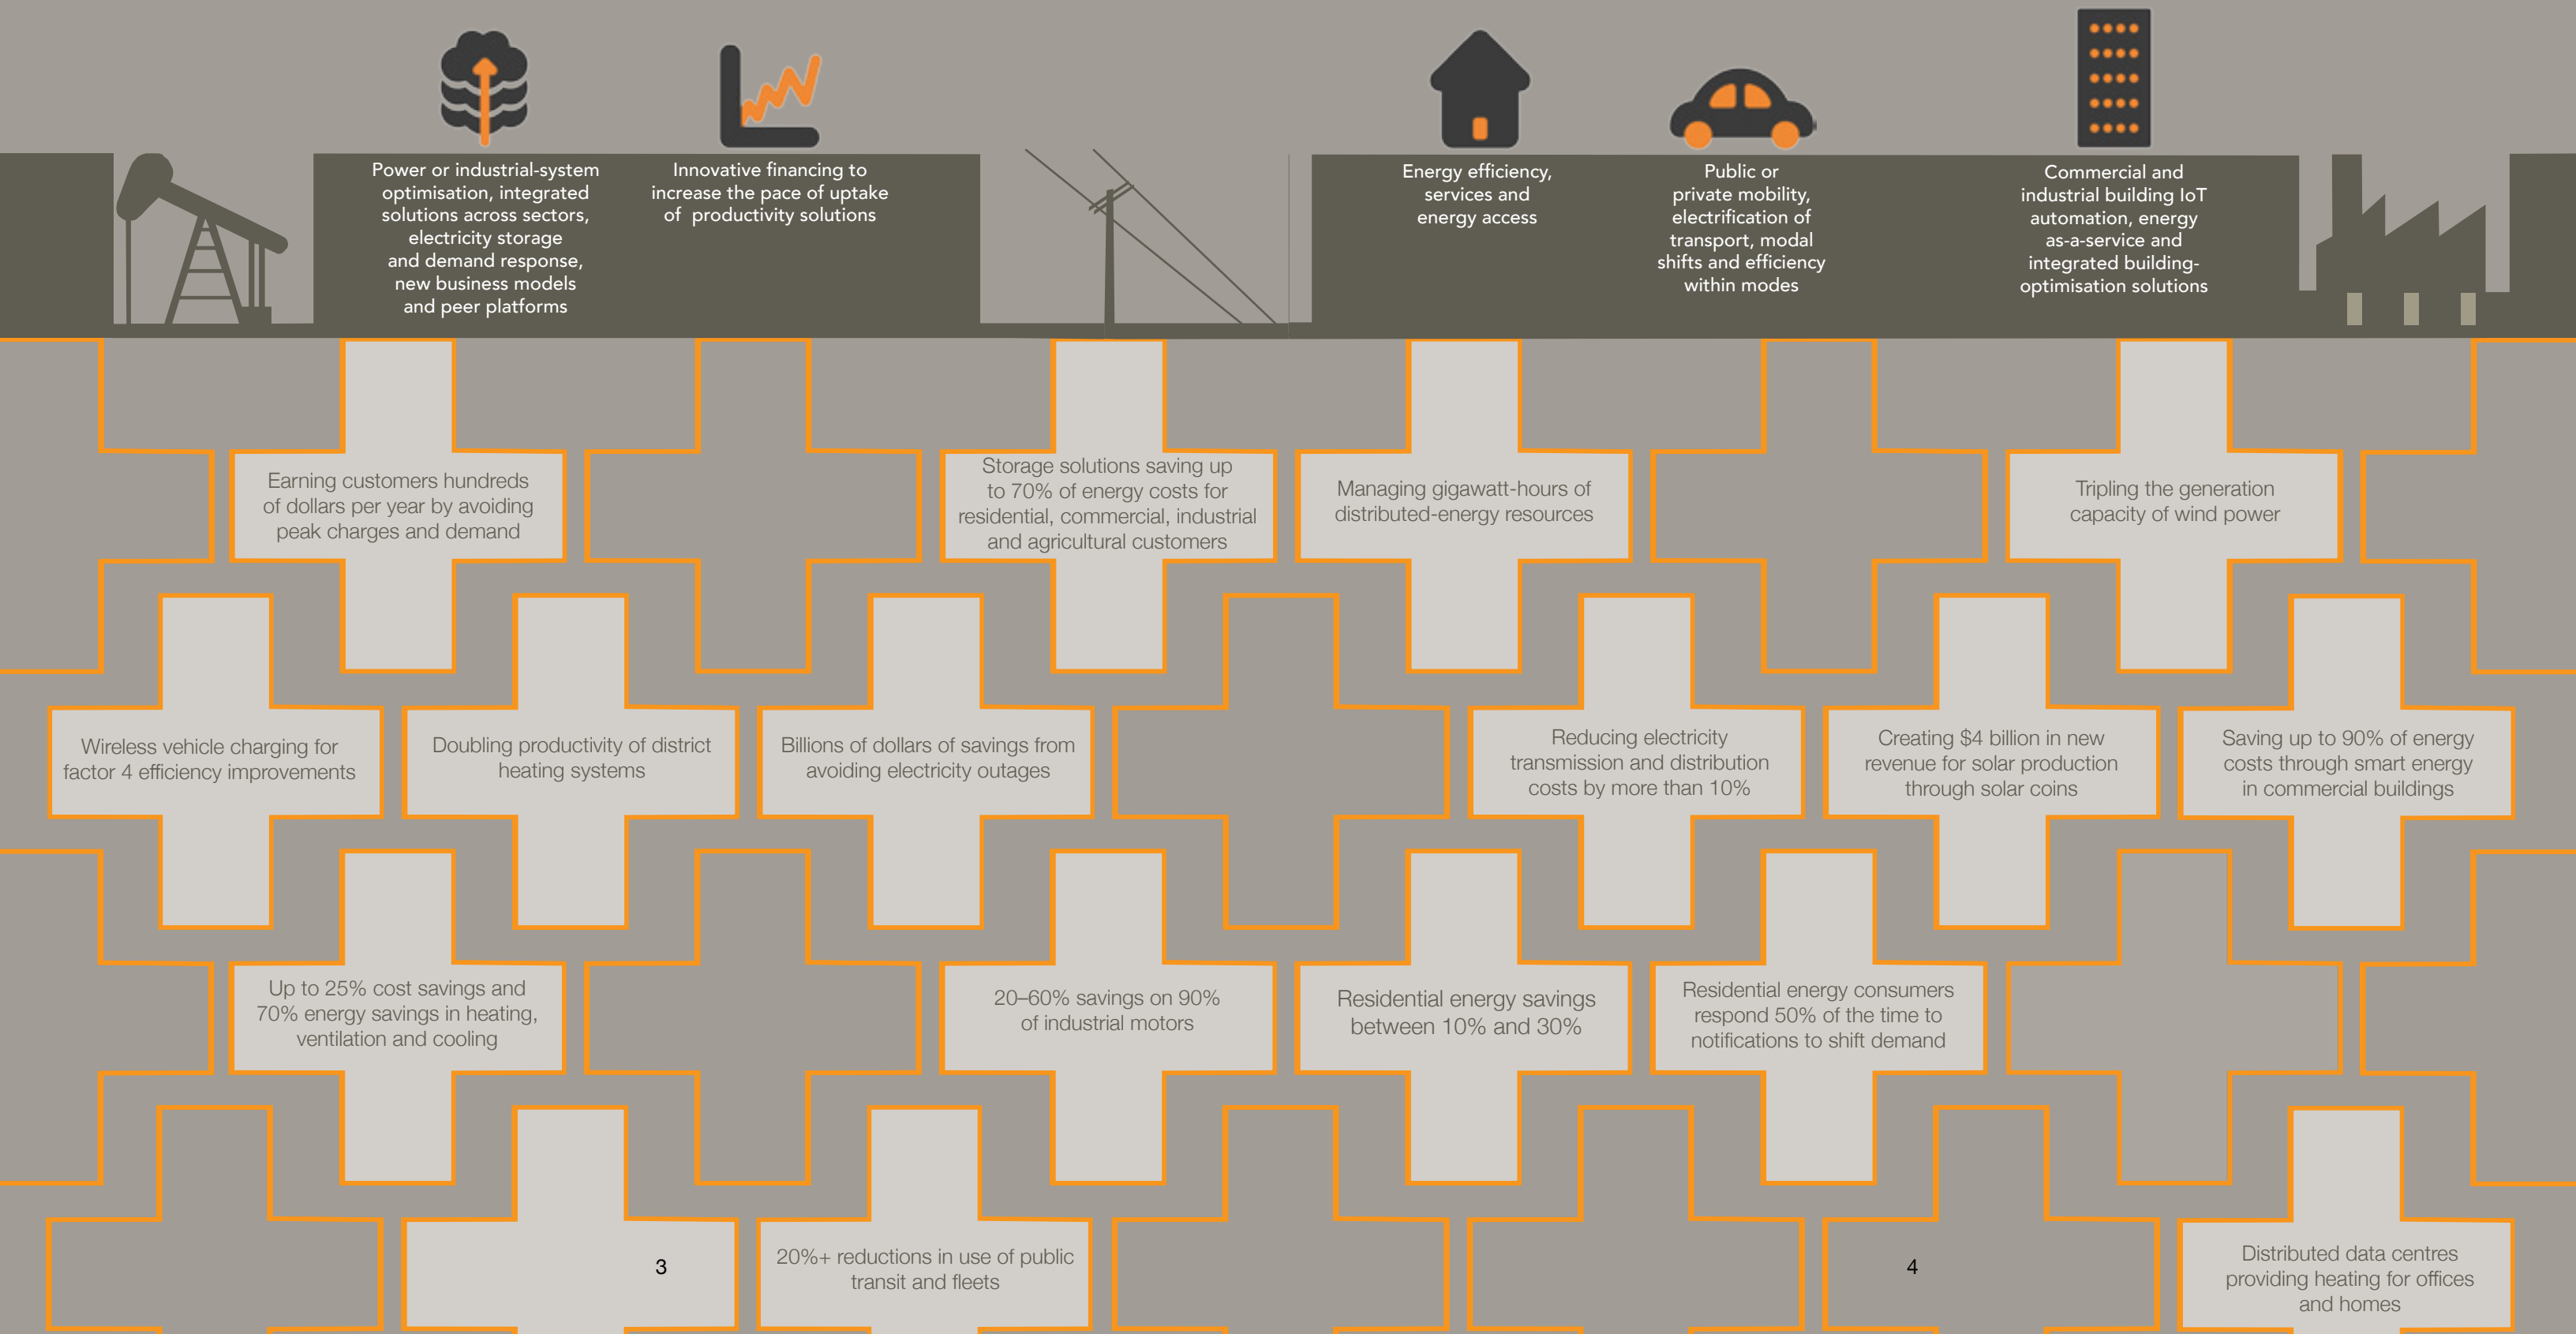 Power or industrial-system
optimisation, integrated
solutions across sectors,
electricity storage
and demand response,
new business models
and peer platforms
Innovative financing to
increase the pace of uptake
of productivity solutions
Energy efficiency,
services and
energy access
Public or
private mobility,
electrification of
transport, modal
shifts and efficiency
within modes
Commercial and
industrial building IoT
automation, energy
as-a-service and
integrated building-
optimisation solutions
Earning customers hundreds
of dollars per year by avoiding
peak charges and demand
Storage solutions saving up
to 70% of energy costs for
residential, commercial, industrial
and agricultural customers
Managing gigawatt-hours of
distributed-energy resources
Tripling the generation
capacity of wind power
Wireless vehicle charging for
factor 4 efficiency improvements
Doubling productivity of district
heating systems
Billions of dollars of savings from
avoiding electricity outages
Reducing electricity
transmission and distribution
costs by more than 10%
Creating $4 billion in new
revenue for solar production
through solar coins
Saving up to 90% of energy
costs through smart energy
in commercial buildings
Up to 25% cost savings and
70% energy savings in heating,
ventilation and cooling
20–60% savings on 90%
of industrial motors
Residential energy savings
between 10% and 30%
Residential energy consumers
respond 50% of the time to
notifications to shift demand
3
20%+ reductions in use of public
transit and fleets
4
Distributed data centres
providing heating for offices
and homes